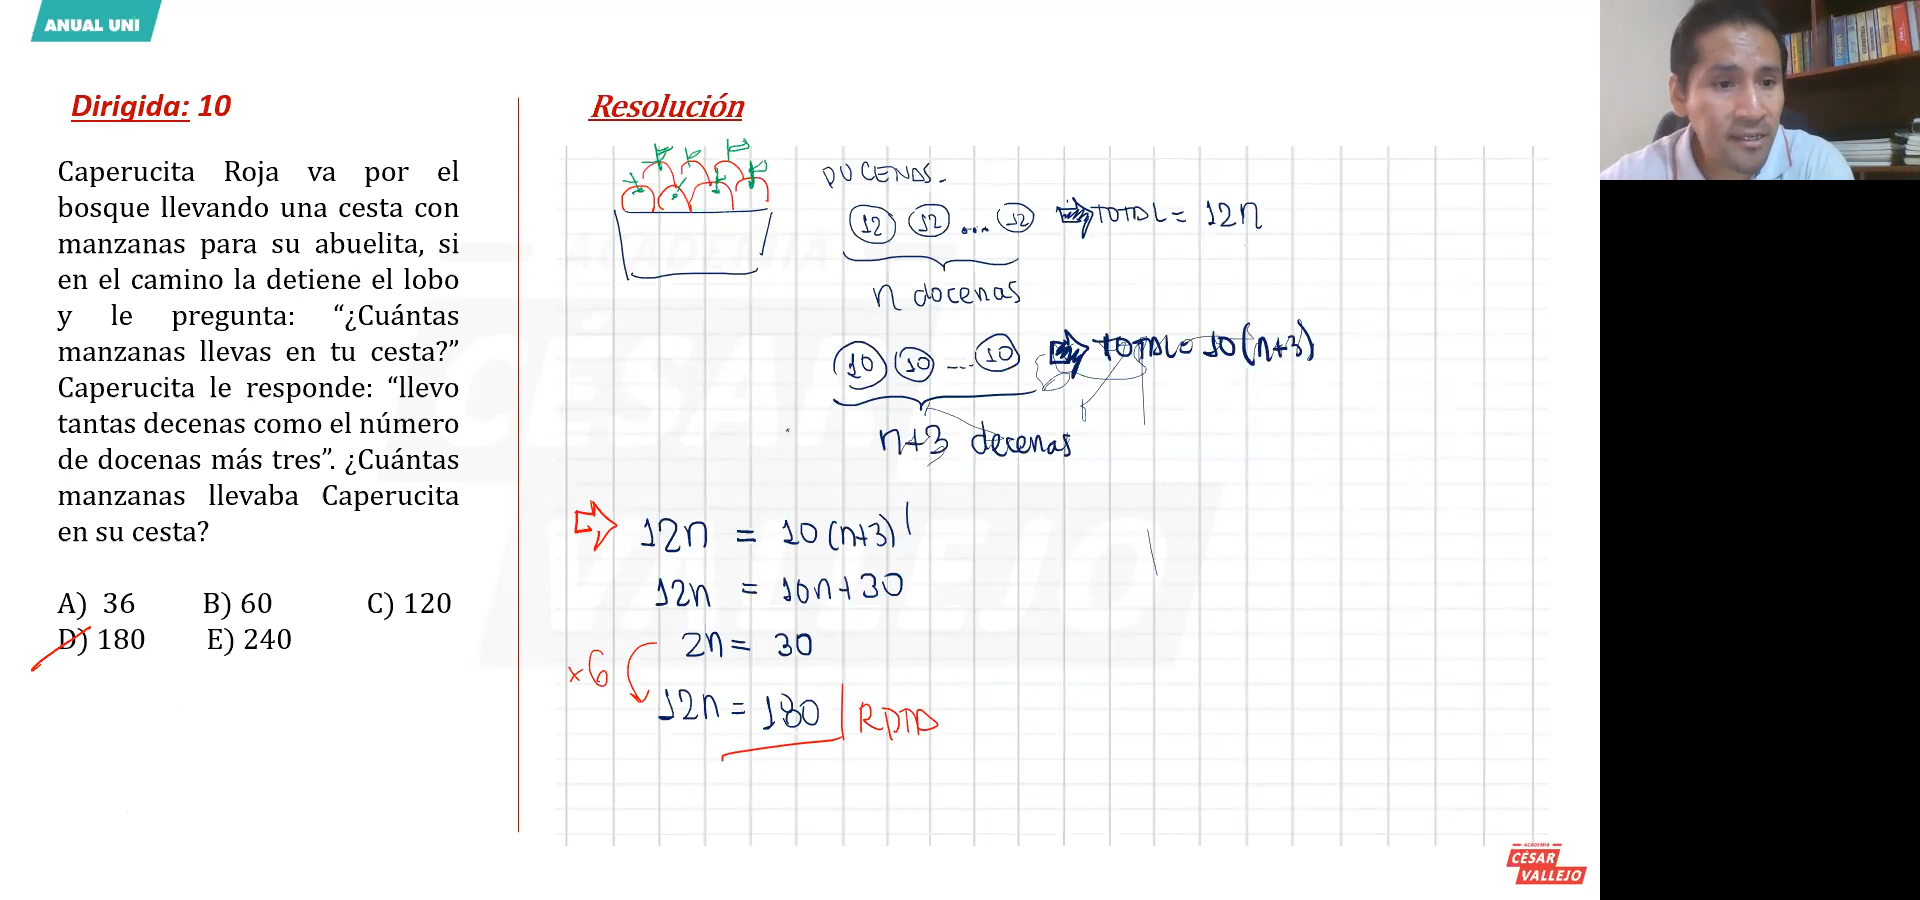 ANUAL UNI
Dirigida: 10
Caperucita Roja va por el
bosque llevando una cesta con
manzanas para su abuelita, si
en el camino la detiene el lobo
y le pregunta: “¿Cuántas
manzanas llevas en tu cesta?”
Caperucita le responde: “llevo
tantas decenas como el número
de docenas más tres”. ¿Cuántas
manzanas llevaba Caperucita
en su cesta?
A) 36 B) 60 C) 120
D) 180 E) 240
Resolución
DOCENAS.
12 12 ... 12 TOTAL = 12n
n docenas
10 10 ... 10 TOTAL = 10(n+3)
n+3 decenas
12n = 10(n+3)
12n = 10n+30
2n = 30
×6
12n = 180 RPTA
ACADEMIA
CÉSAR
VALLEJO
ACADEMIA
CÉSAR
VALLEJO